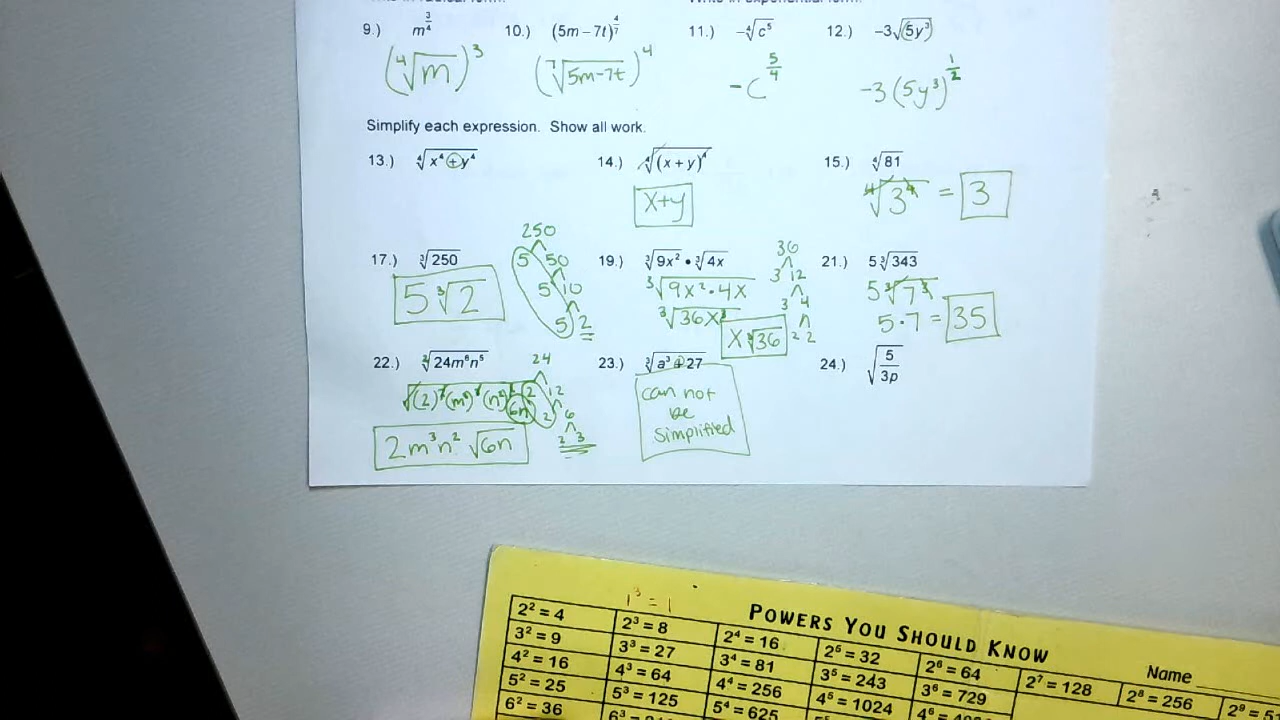 9.) m^{3/4} 10.) (5m – 7t)^{4/7} 11.) –∜c⁵ 12.) –3√(5y³)
(∜m)³ (⁷√5m-7t)⁴ -c^{5/4} -3(5y³)^{1/2}
Simplify each expression. Show all work.
13.) ∜x⁴ + y⁴ 14.) ∜(x + y)⁴ 15.) ∜81
x+y ∜3⁴ = 3
17.) ∛250 19.) ∛9x² • ∛4x 21.) 5∛343
250
5 50
5 10
5 2
5∛2
∛9x²·4x
∛36x³
x∛36
36
3 12
3 4
2 2
5∛7³
5·7 = 35
22.) 24m⁶n⁵ 23.) ∛a³ + 27 24.) √5/3p
24
2 12
2 6
2 3
6n
2m³n² √6n
can not
be
simplified
1³ = 1
POWERS YOU SHOULD KNOW
Name
2² = 4 2³ = 8 2⁴ = 16 2⁵ = 32 2⁶ = 64 2⁷ = 128 2⁸ = 256
3² = 9 3³ = 27 3⁴ = 81 3⁵ = 243 3⁶ = 729
4² = 16 4³ = 64 4⁴ = 256 4⁵ = 1024
5² = 25 5³ = 125 5⁴ = 625
6² = 36